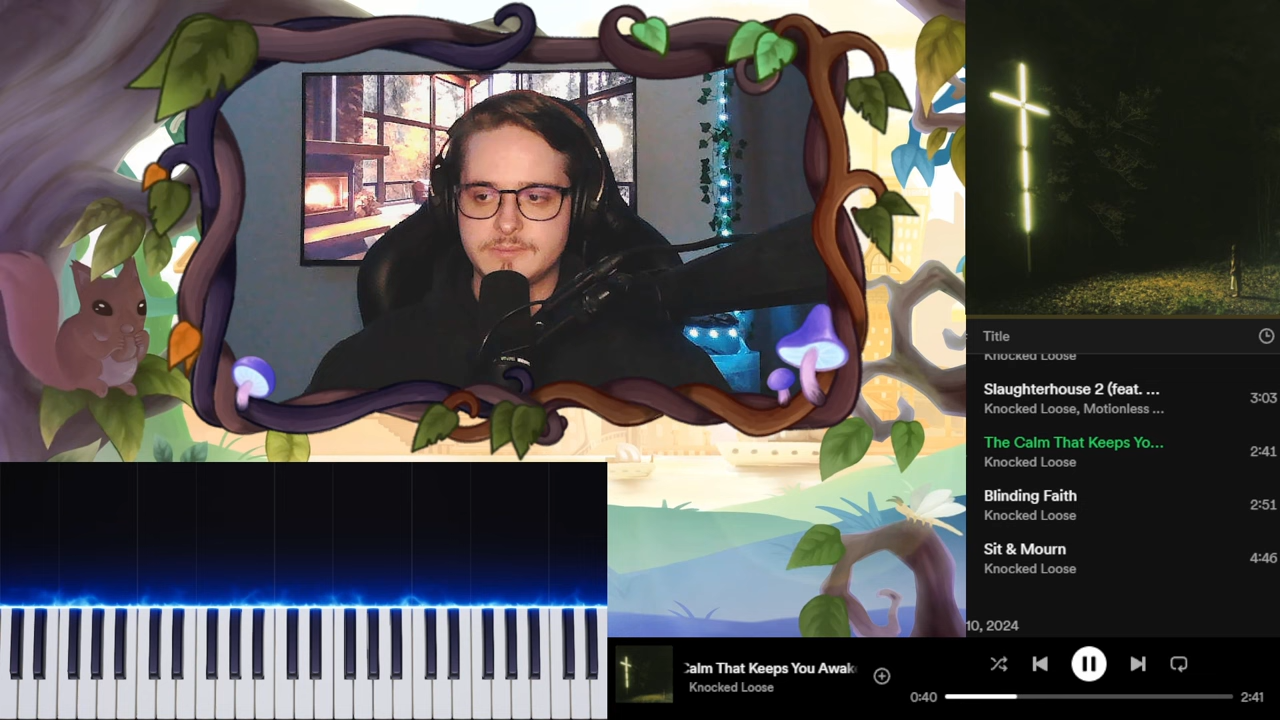 Title
Knocked Loose
Slaughterhouse 2 (feat. ...
3:03
Knocked Loose, Motionless ...
The Calm That Keeps Yo...
2:41
Knocked Loose
Blinding Faith
2:51
Knocked Loose
Sit & Mourn
4:46
Knocked Loose
10, 2024
Calm That Keeps You Awak
Knocked Loose
0:40
2:41